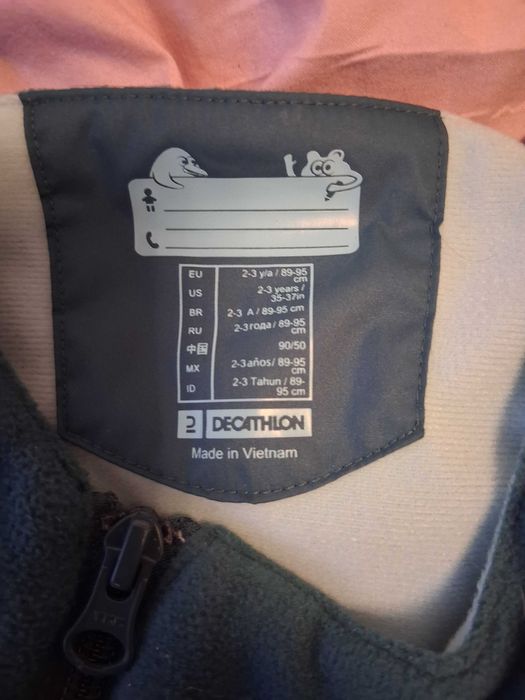 EU 2-3 y/a / 89-95
cm
US 2-3 years /
35-37in
BR 2-3 A / 89-95 cm
RU 2-3 года / 89-95
cm
中国 90/50
MX 2-3 años / 89-95
cm
ID 2-3 Tahun / 89-
95 cm
DECATHLON
Made in Vietnam